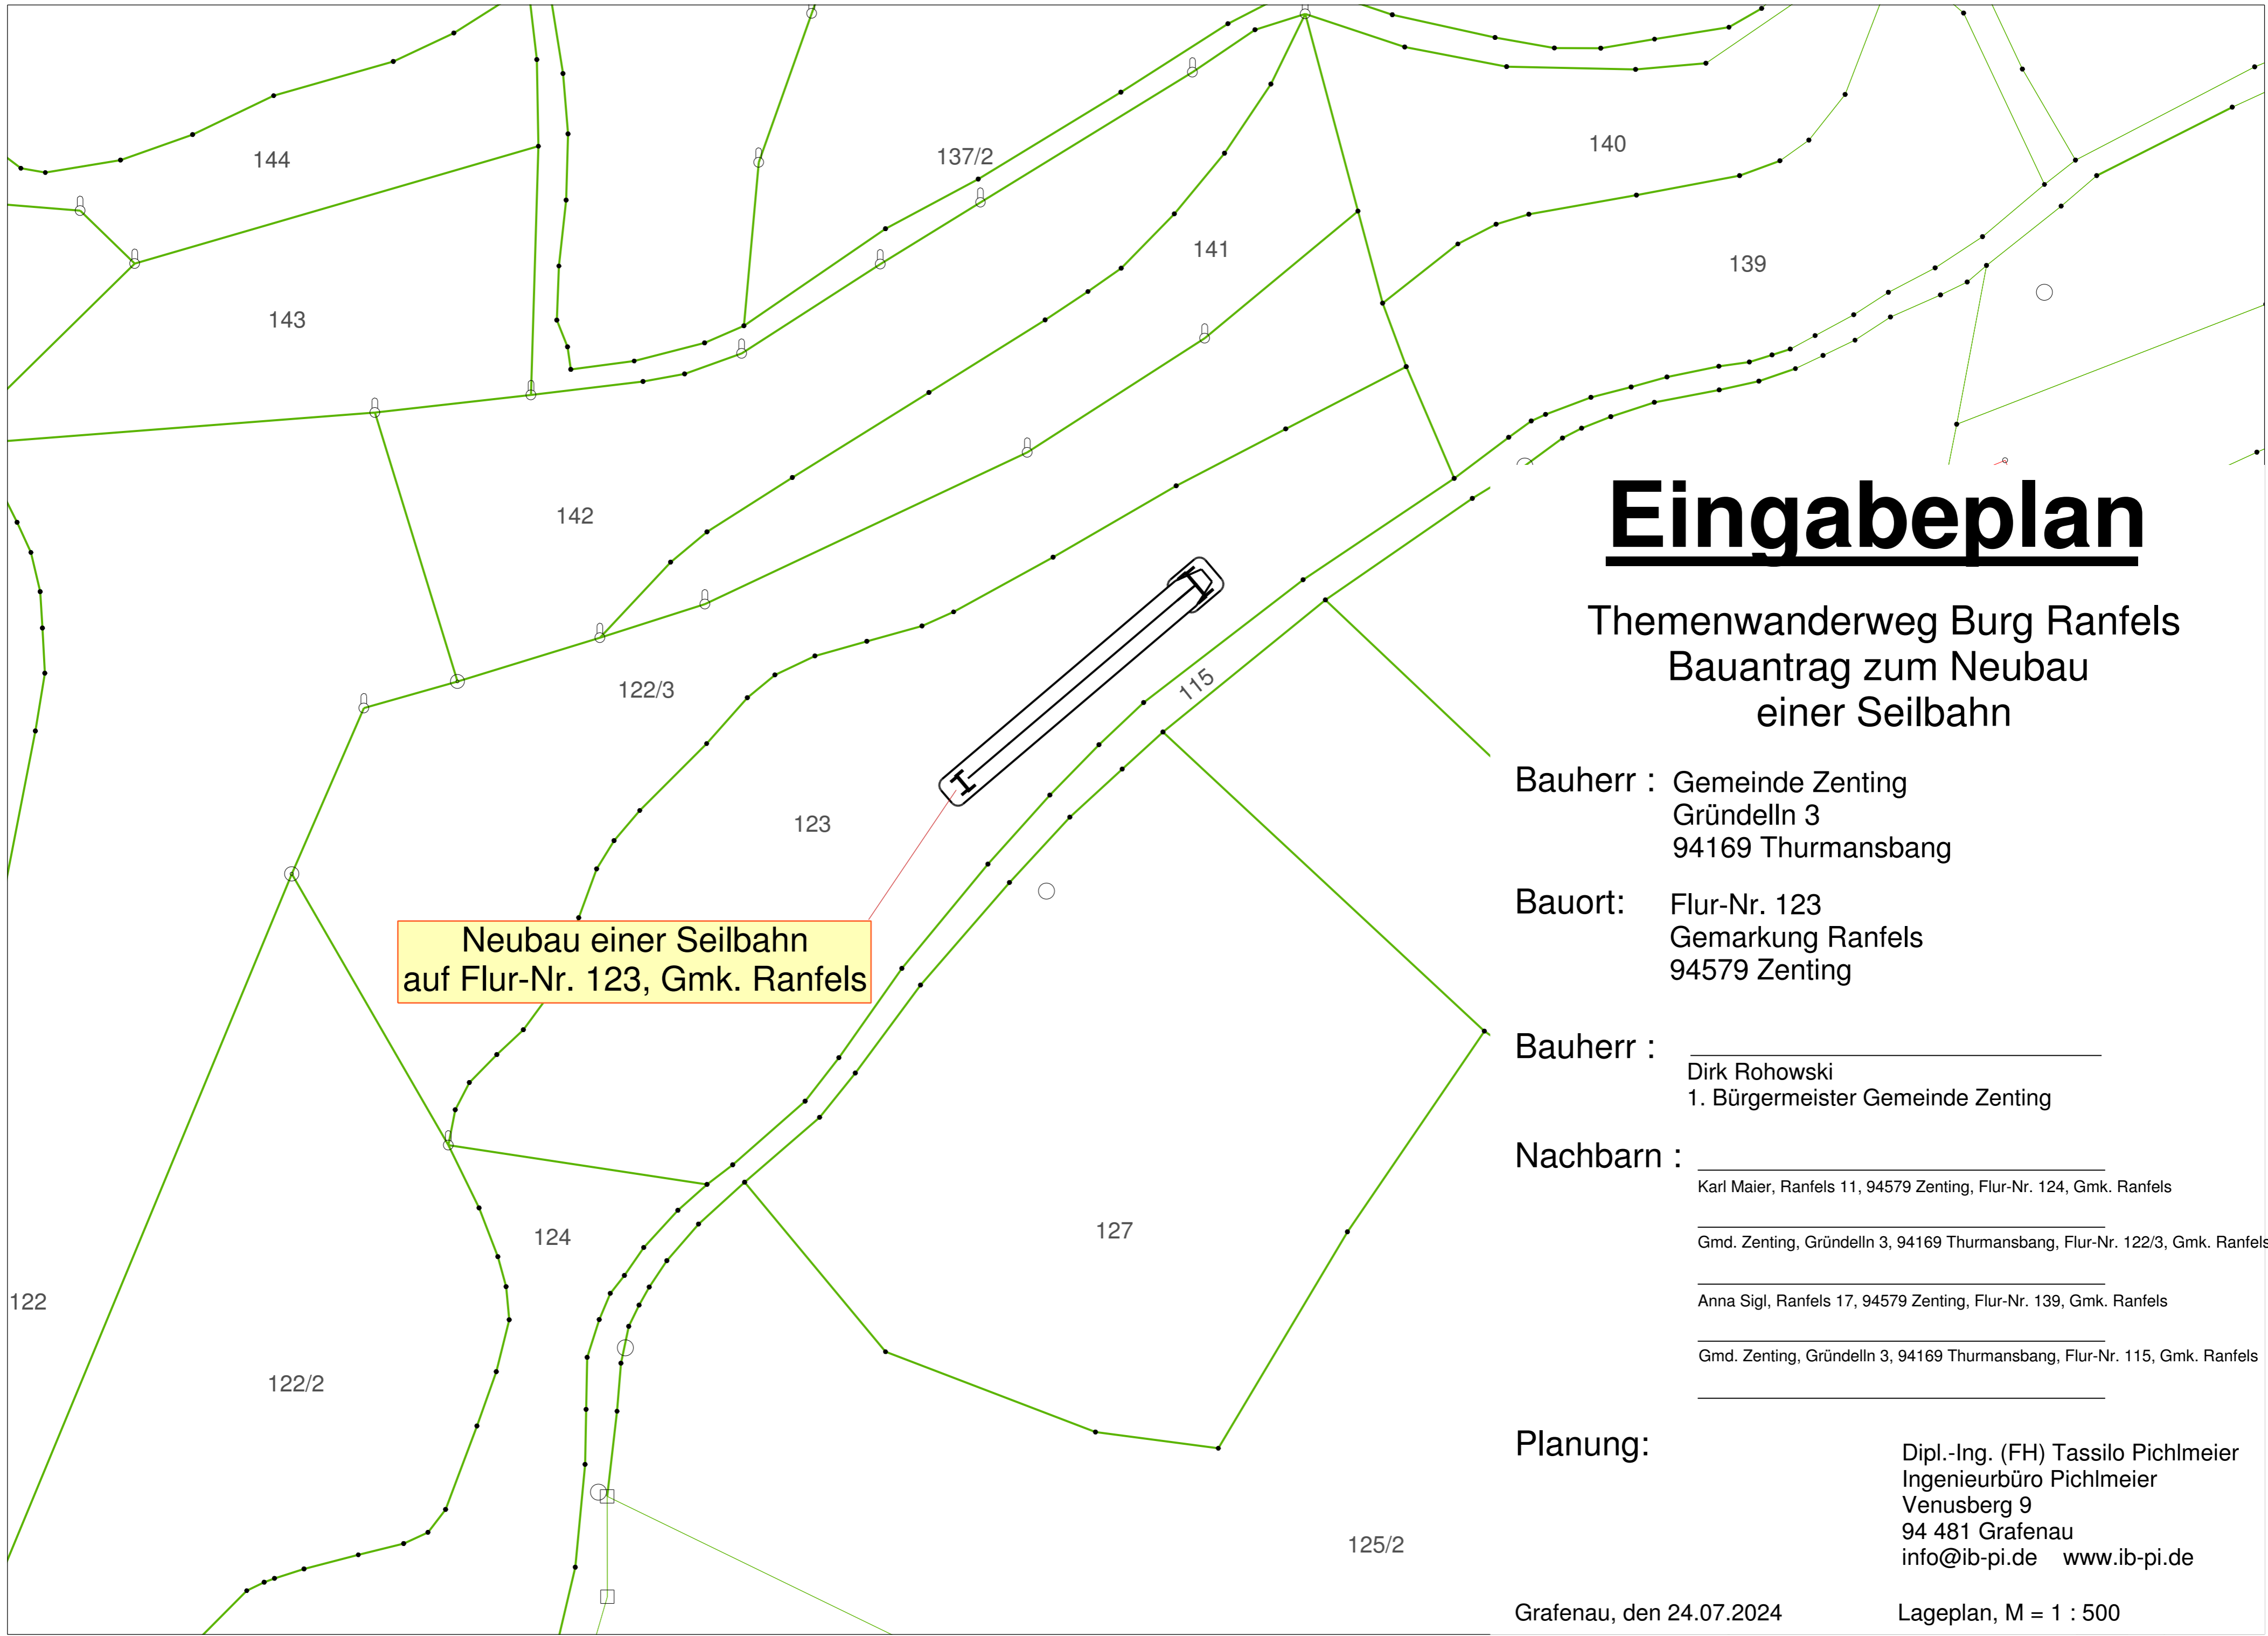 144
137/2
140
141
139
143
142
122/3
115
123
Neubau einer Seilbahn
auf Flur-Nr. 123, Gmk. Ranfels
124
127
122
122/2
125/2
Eingabeplan
Themenwanderweg Burg Ranfels
Bauantrag zum Neubau
einer Seilbahn
Bauherr : Gemeinde Zenting
Gründelln 3
94169 Thurmansbang
Bauort: Flur-Nr. 123
Gemarkung Ranfels
94579 Zenting
Bauherr :
Dirk Rohowski
1. Bürgermeister Gemeinde Zenting
Nachbarn :
Karl Maier, Ranfels 11, 94579 Zenting, Flur-Nr. 124, Gmk. Ranfels
Gmd. Zenting, Gründelln 3, 94169 Thurmansbang, Flur-Nr. 122/3, Gmk. Ranfels
Anna Sigl, Ranfels 17, 94579 Zenting, Flur-Nr. 139, Gmk. Ranfels
Gmd. Zenting, Gründelln 3, 94169 Thurmansbang, Flur-Nr. 115, Gmk. Ranfels
Planung:
Dipl.-Ing. (FH) Tassilo Pichlmeier
Ingenieurbüro Pichlmeier
Venusberg 9
94 481 Grafenau
info@ib-pi.de www.ib-pi.de
Grafenau, den 24.07.2024 Lageplan, M = 1 : 500